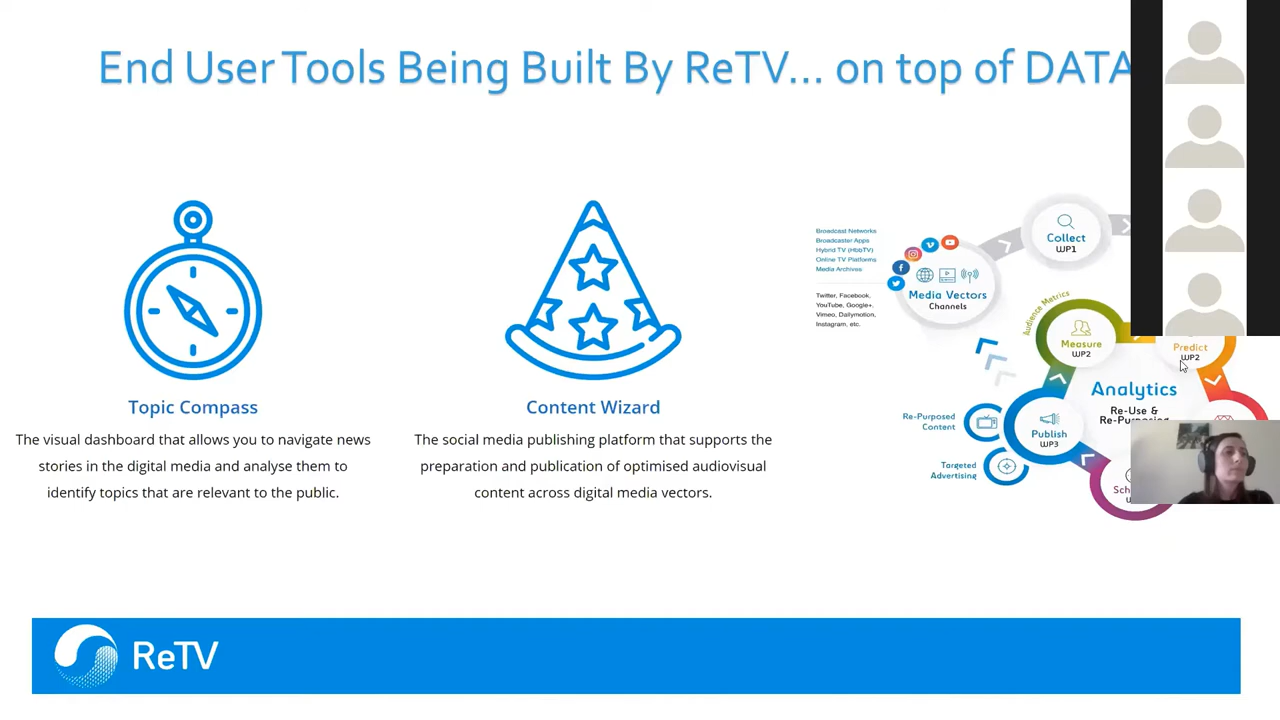 End User Tools Being Built By ReTV... on top of DATA
Topic Compass
The visual dashboard that allows you to navigate news
stories in the digital media and analyse them to
identify topics that are relevant to the public.
Content Wizard
The social media publishing platform that supports the
preparation and publication of optimised audiovisual
content across digital media vectors.
Broadcast Networks
Broadcaster Apps
Hybrid TV (HbbTV)
Online TV Platforms
Media Archives
Twitter, Facebook,
YouTube, Google+,
Vimeo, Dailymotion,
Instagram, etc.
Media Vectors
Channels
Collect
WP1
Audience Metrics
Measure
WP2
Predict
WP2
Analytics
Re-Use &
Re-Purposing
Re-Purposed
Content
Targeted
Advertising
Publish
WP3
ReTV